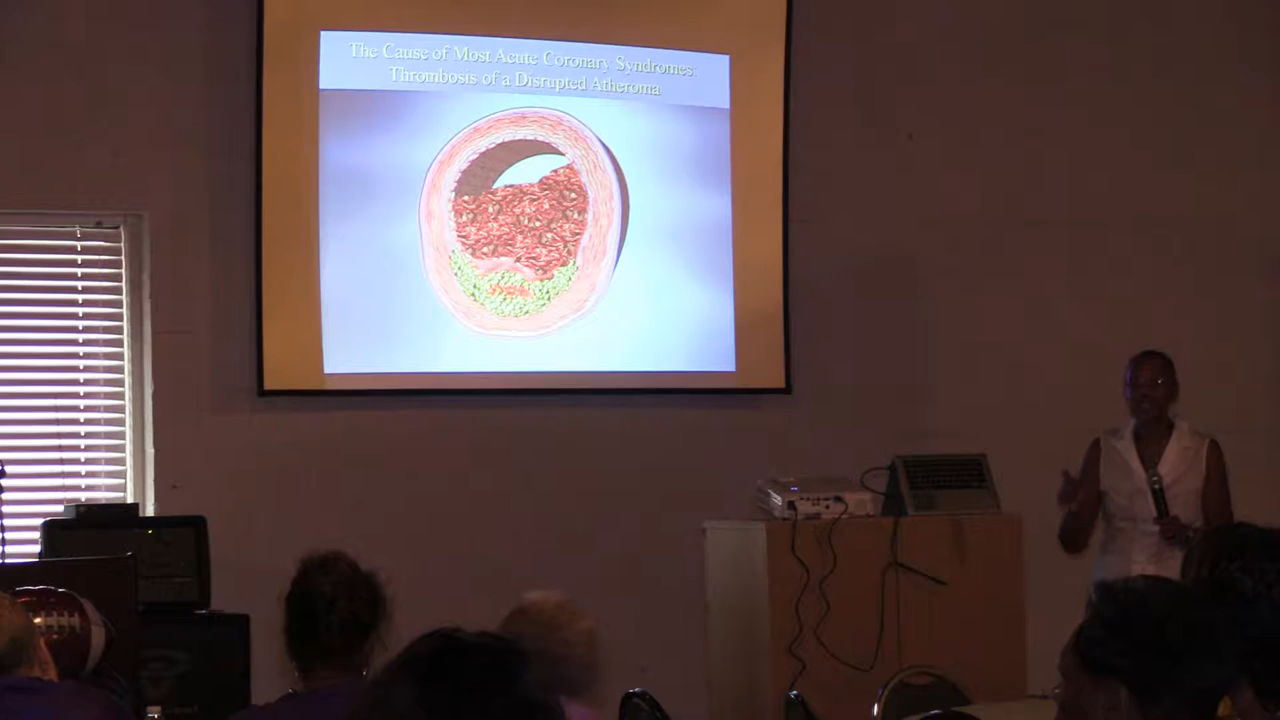 The Cause of Most Acute Coronary Syndromes:
Thrombosis of a Disrupted Atheroma